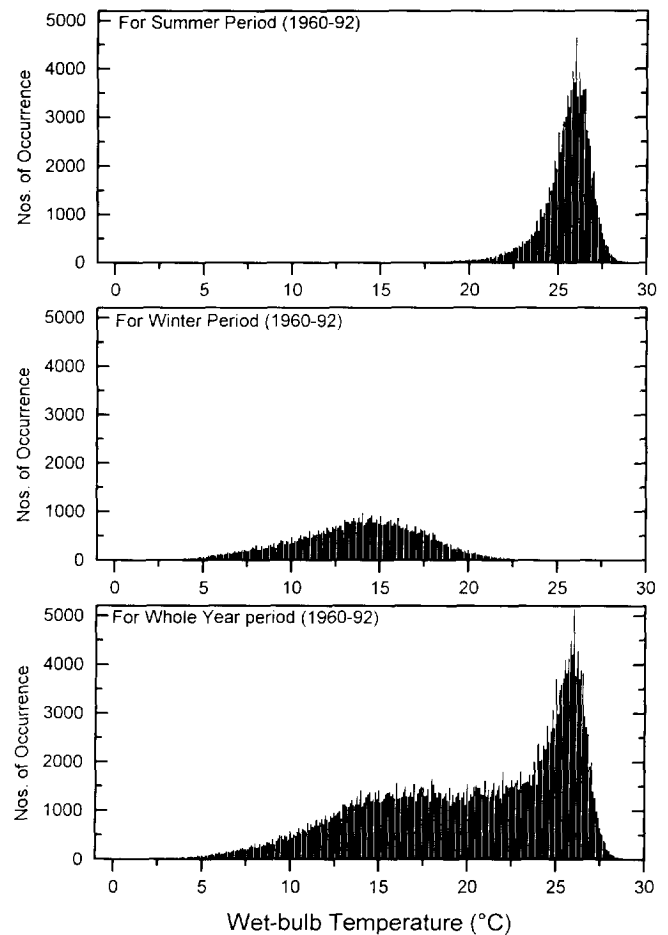 For Summer Period (1960-92)
Nos. of Occurrence
5000
4000
3000
2000
1000
0
0 5 10 15 20 25 30
For Winter Period (1960-92)
Nos. of Occurrence
5000
4000
3000
2000
1000
0
0 5 10 15 20 25 30
For Whole Year period (1960-92)
Nos. of Occurrence
5000
4000
3000
2000
1000
0
0 5 10 15 20 25 30
Wet-bulb Temperature (°C)